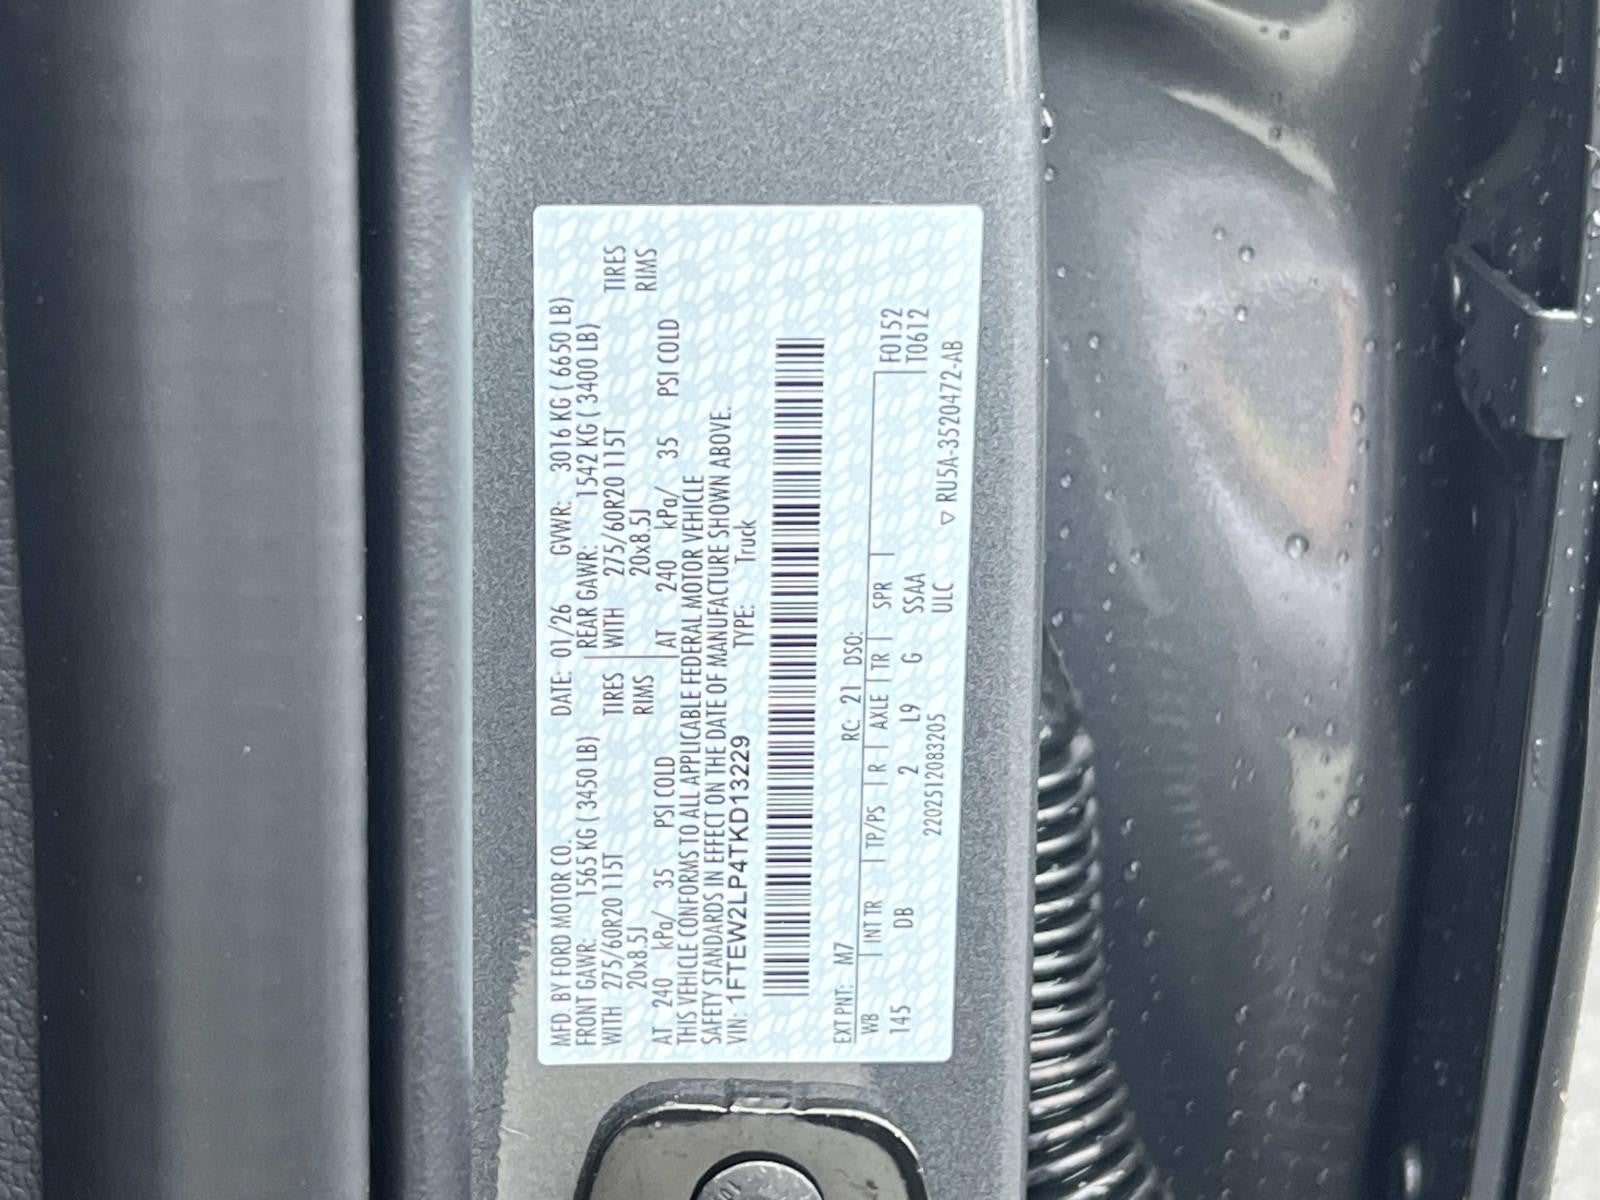 MFD. BY FORD MOTOR CO. DATE: 01/26 GVWR: 3016 KG ( 6650 LB)
FRONT GAWR: 1565 KG ( 3450 LB) REAR GAWR: 1542 KG ( 3400 LB)
WITH 275/60R20 115T TIRES WITH 275/60R20 115T TIRES
20x8.5J RIMS 20x8.5J RIMS
AT 240 kPa/ 35 PSI COLD AT 240 kPa/ 35 PSI COLD
THIS VEHICLE CONFORMS TO ALL APPLICABLE FEDERAL MOTOR VEHICLE
SAFETY STANDARDS IN EFFECT ON THE DATE OF MANUFACTURE SHOWN ABOVE.
VIN: 1FTEW2LP4TKD13229 TYPE: Truck
EXT PNT: M7 RC: 21 DSO:
WB INT TR TP/PS R AXLE TR SPR F0152
145 DB 2 L9 G SSAA T0612
2202512083205 ULC ▽ RU5A-3520472-AB